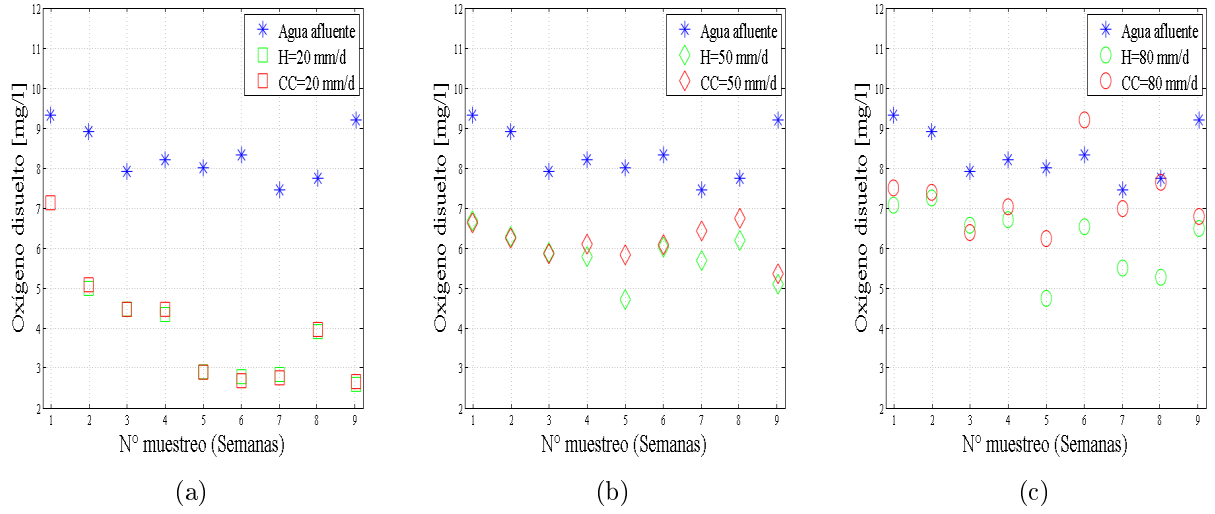 12
11
10
9
8
7
6
5
4
3
2
Oxígeno disuelto [mg/l]
Agua afluente
H=20 mm/d
CC=20 mm/d
1 2 3 4 5 6 7 8 9
N° muestreo (Semanas)
(a)
12
11
10
9
8
7
6
5
4
3
2
Oxígeno disuelto [mg/l]
Agua afluente
H=50 mm/d
CC=50 mm/d
1 2 3 4 5 6 7 8 9
N° muestreo (Semanas)
(b)
12
11
10
9
8
7
6
5
4
3
2
Oxígeno disuelto [mg/l]
Agua afluente
H=80 mm/d
CC=80 mm/d
1 2 3 4 5 6 7 8 9
N° muestreo (Semanas)
(c)